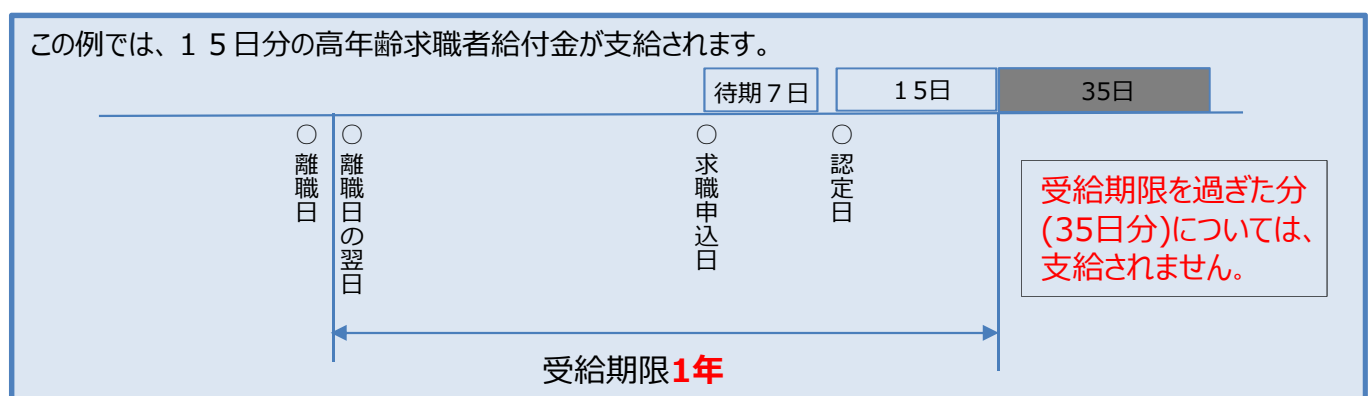 この例では、１５日分の高年齢求職者給付金が支給されます。
待期７日
１５日
35日
○離職日
○離職日の翌日
○求職申込日
○認定日
受給期限を過ぎた分
(35日分)については、
支給されません。
受給期限1年